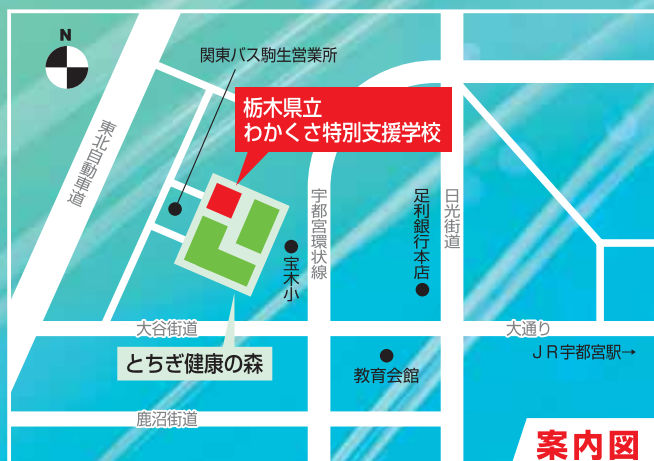 N
関東バス駒生営業所
栃木県立
わかくさ特別支援学校
東北自動車道
宇都宮環状線
足利銀行本店
日光街道
宝木小
大谷街道
大通り
とちぎ健康の森
教育会館
JR宇都宮駅→
鹿沼街道
案内図